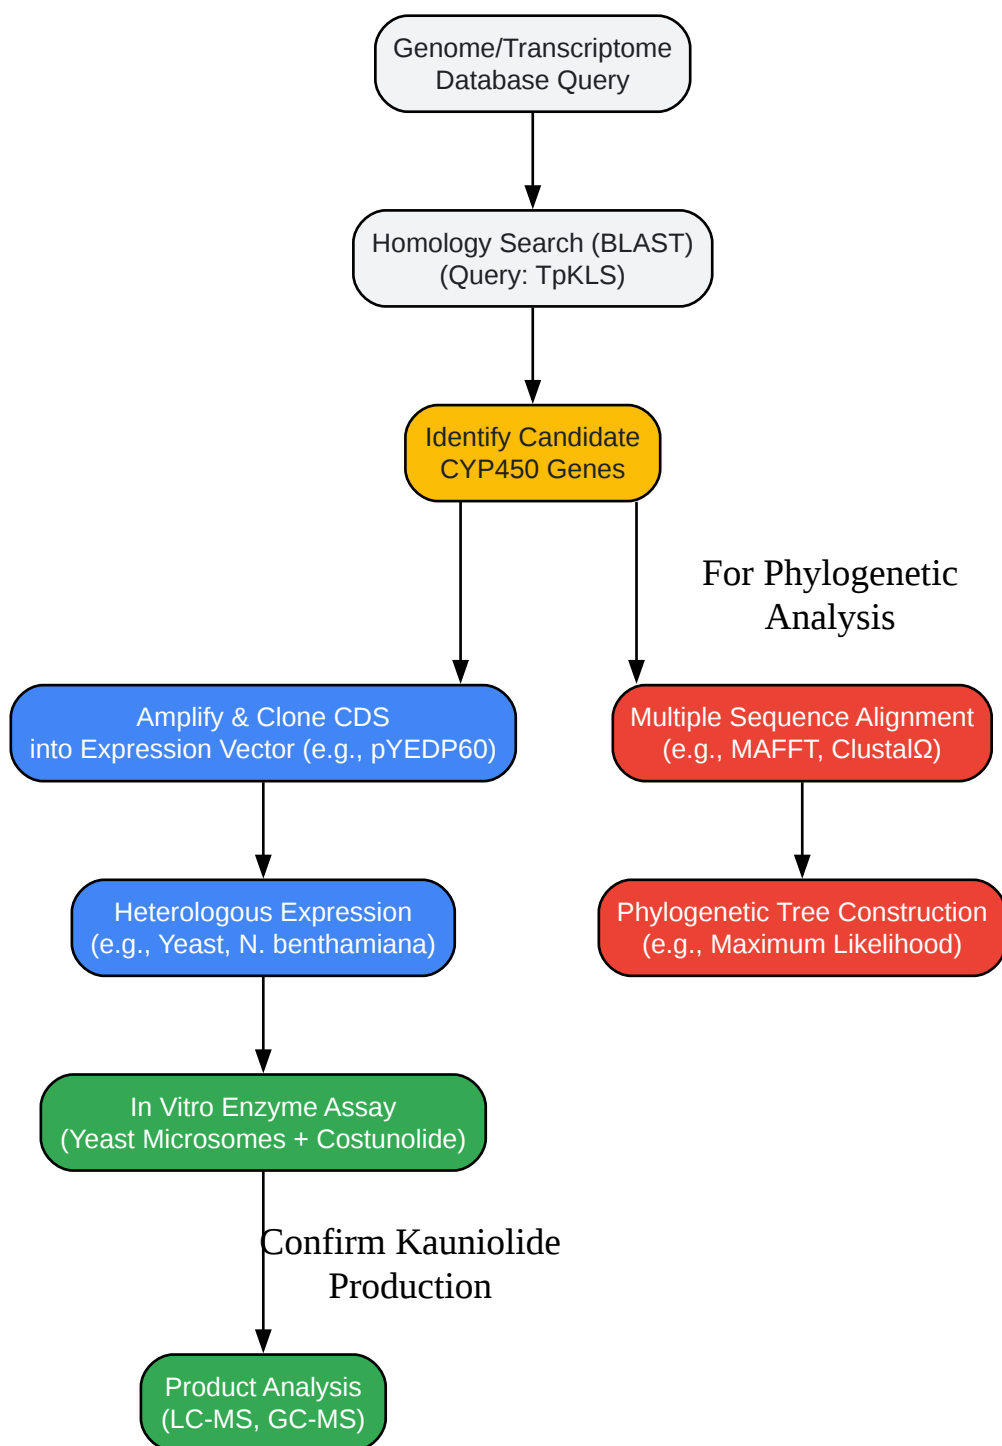 Genome/Transcriptome
Database Query
Homology Search (BLAST)
(Query: TpKLS)
Identify Candidate
CYP450 Genes
For Phylogenetic
Analysis
Amplify & Clone CDS
into Expression Vector (e.g., pYEDP60)
Multiple Sequence Alignment
(e.g., MAFFT, ClustalΩ)
Heterologous Expression
(e.g., Yeast, N. benthamiana)
Phylogenetic Tree Construction
(e.g., Maximum Likelihood)
In Vitro Enzyme Assay
(Yeast Microsomes + Costunolide)
Confirm Kauniolide
Production
Product Analysis
(LC-MS, GC-MS)